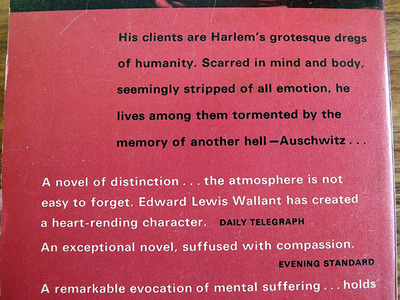 His clients are Harlem's grotesque dregs
of humanity. Scarred in mind and body,
seemingly stripped of all emotion, he
lives among them tormented by the
memory of another hell—Auschwitz...
A novel of distinction...the atmosphere is not
easy to forget. Edward Lewis Wallant has created
a heart-rending character. DAILY TELEGRAPH
An exceptional novel, suffused with compassion.
EVENING STANDARD
A remarkable evocation of mental suffering...holds